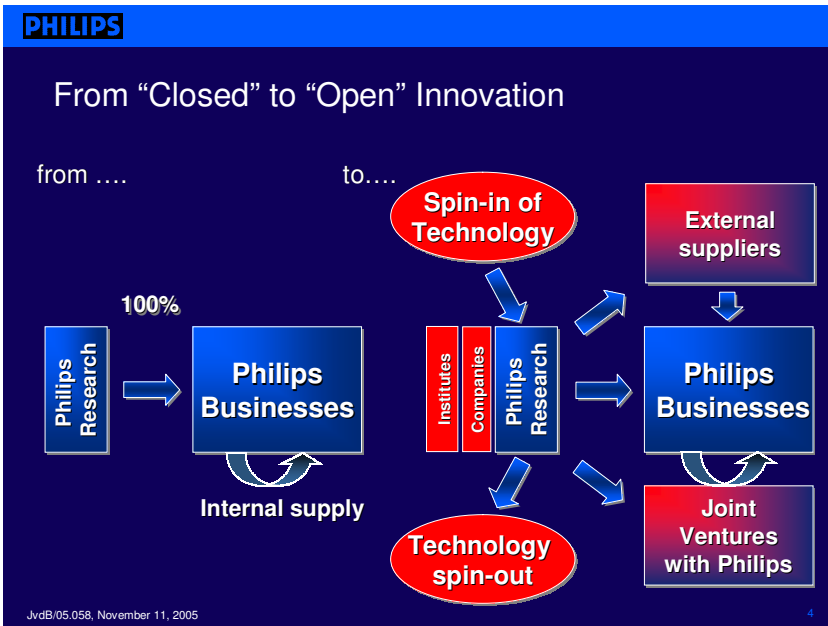 PHILIPS
From “Closed” to “Open” Innovation
from ....
to....
100%
Philips
Research
Philips
Businesses
Internal supply
Spin-in of
Technology
Institutes
Companies
Philips
Research
Technology
spin-out
External
suppliers
Philips
Businesses
Joint
Ventures
with Philips
JvdB/05.058, November 11, 2005
4